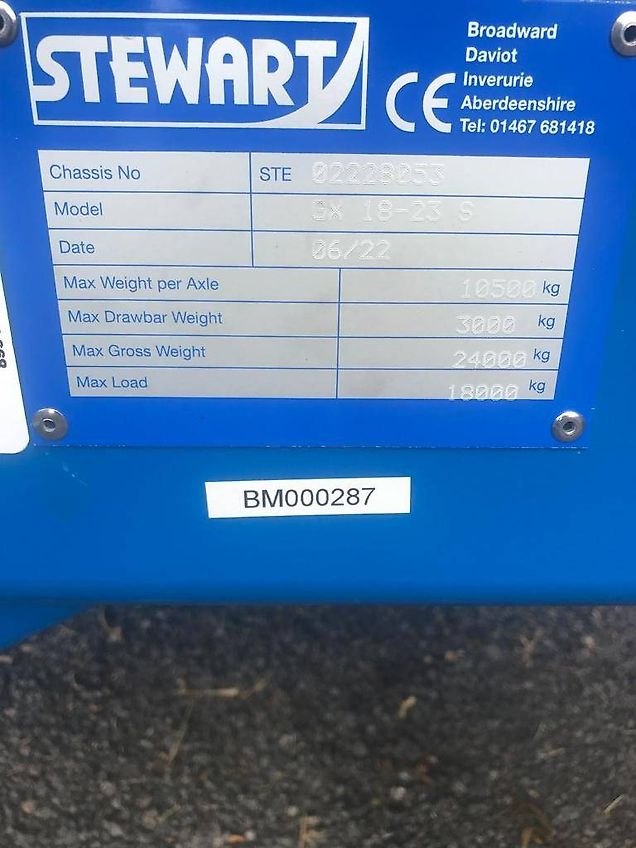 STEWART
Broadward
Daviot
Inverurie
Aberdeenshire
Tel: 01467 681418
CE
Chassis No STE 02228053
Model 18-23 S
Date 06/22
Max Weight per Axle 10500 kg
Max Drawbar Weight 3000 kg
Max Gross Weight 24000 kg
Max Load 18000 kg
BM000287